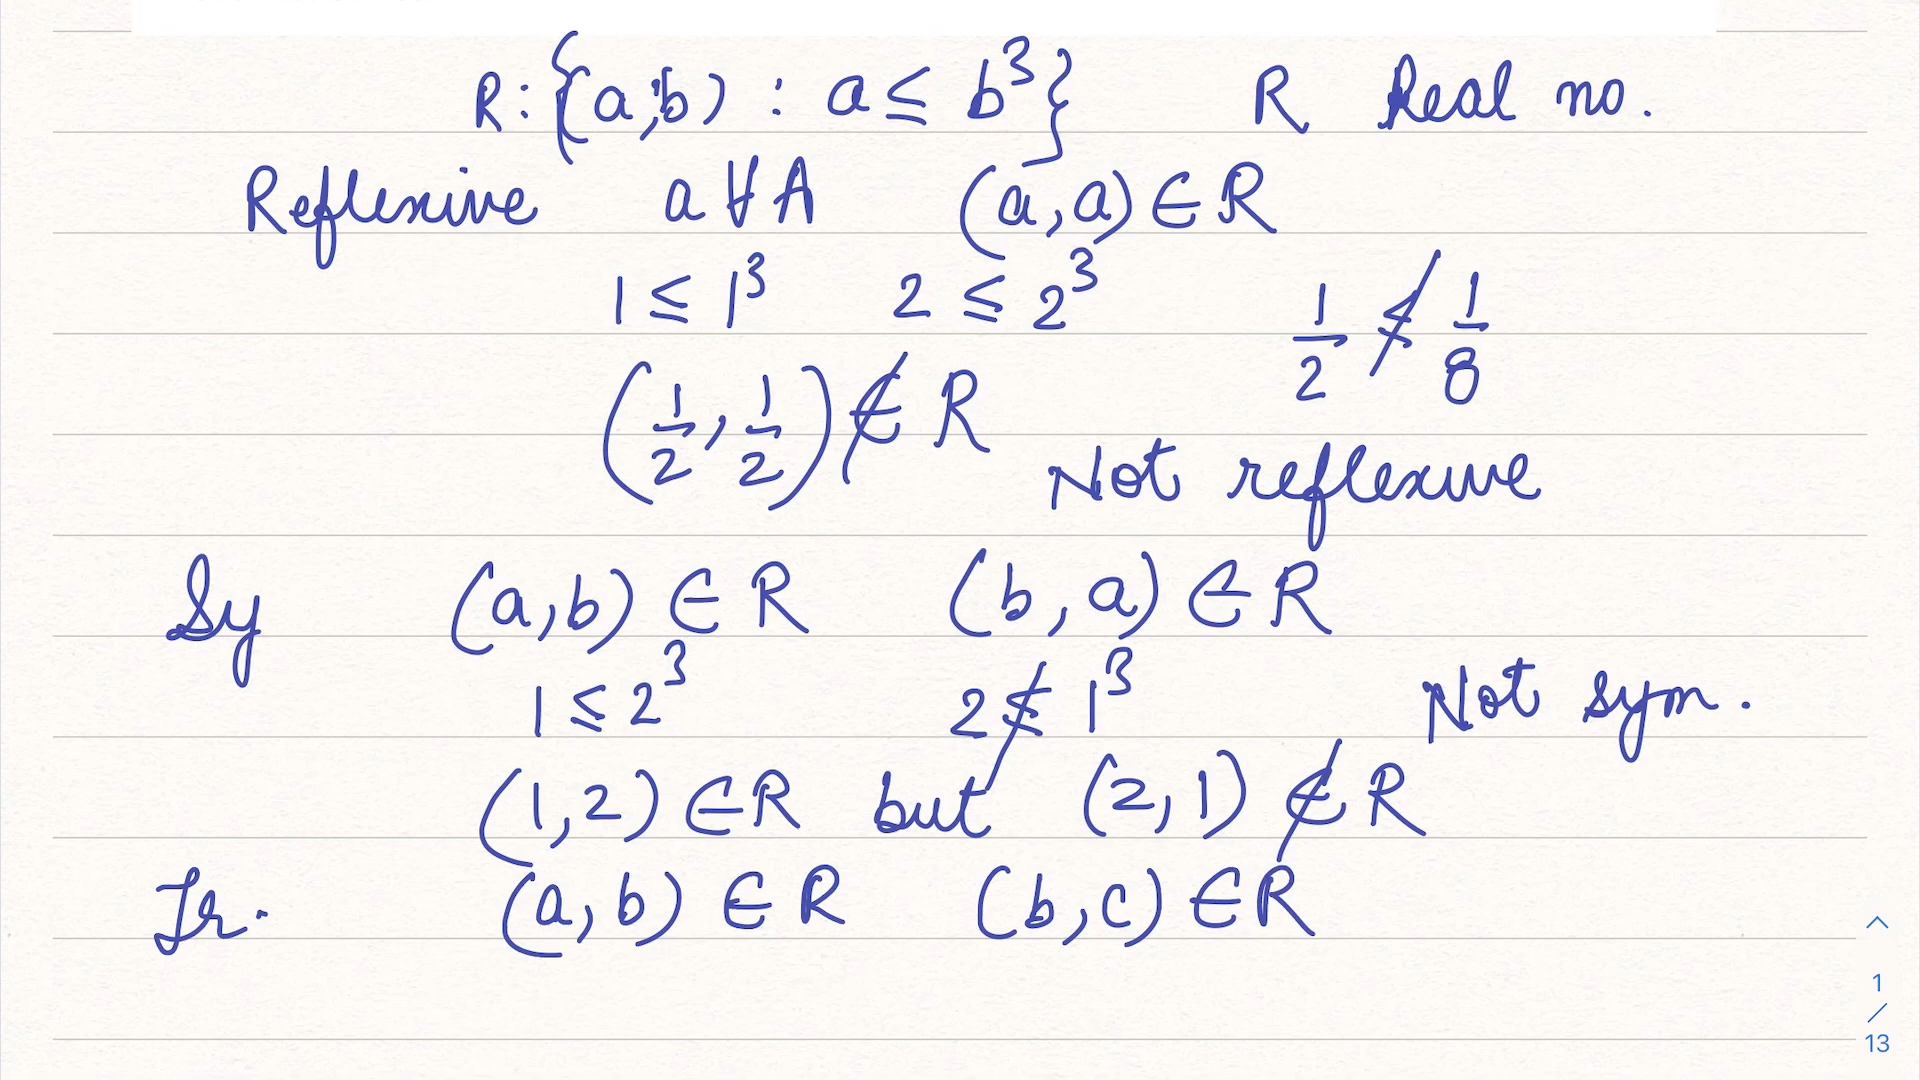 R: {(a,b) : a ≤ b³} R Real no.
Reflexive a ∀ A (a,a) ∈ R
1 ≤ 1³ 2 ≤ 2³ 1/2 ≰ 1/8
(1/2, 1/2) ∉ R
Not reflexive
Sy (a,b) ∈ R (b,a) ∈ R
1 ≤ 2³ 2 ≰ 1³ Not sym.
(1,2) ∈ R but (2,1) ∉ R
Tr. (a,b) ∈ R (b,c) ∈ R
1
/
13